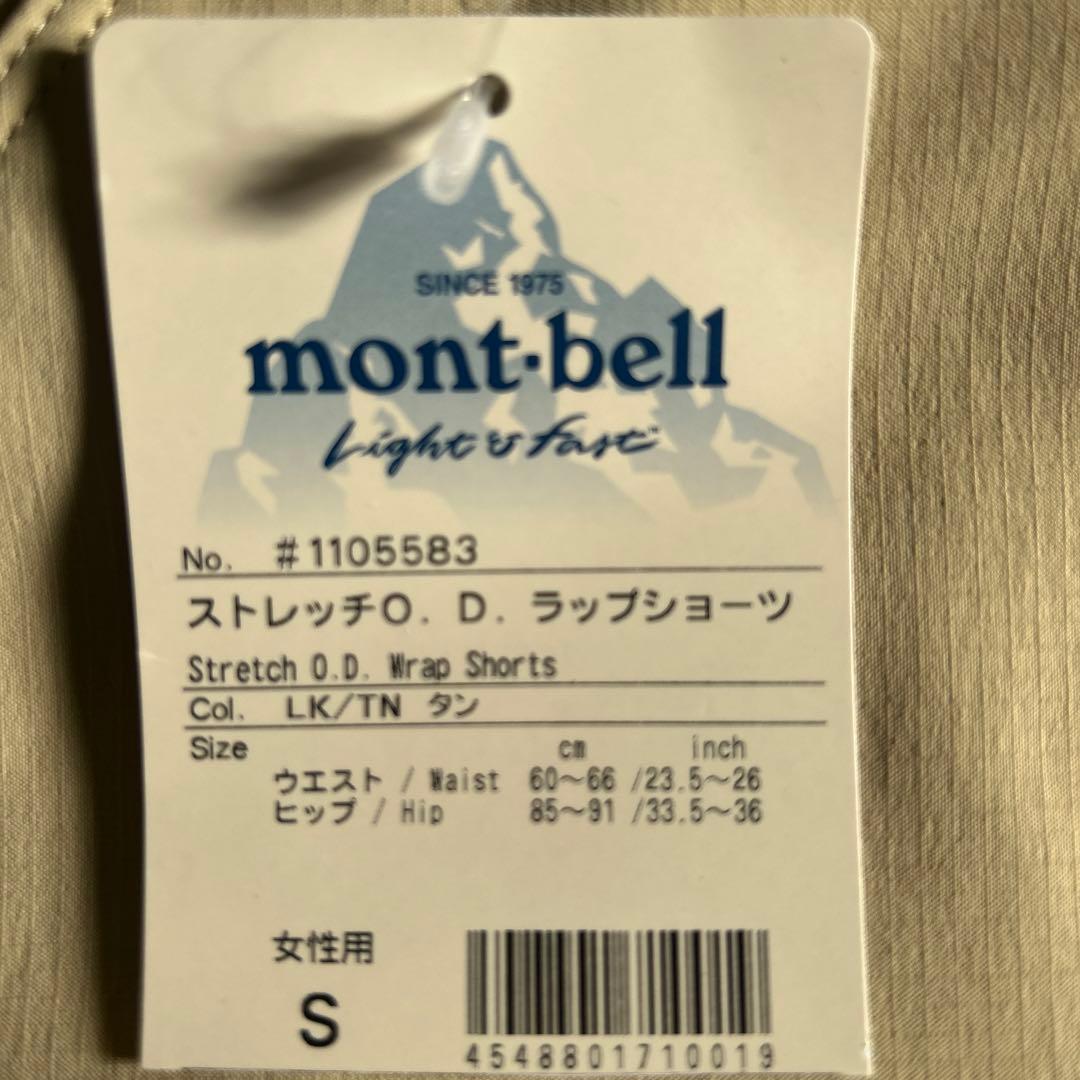 SINCE 1975
mont·bell
Light & fast™
No. #1105583
ストレッチO. D. ラップショーツ
Stretch O.D. Wrap Shorts
Col. LK/TN タン
Size cm inch
ウエスト / Waist 60～66 /23.5～26
ヒップ / Hip 85～91 /33.5～36
女性用
S
4548801710019